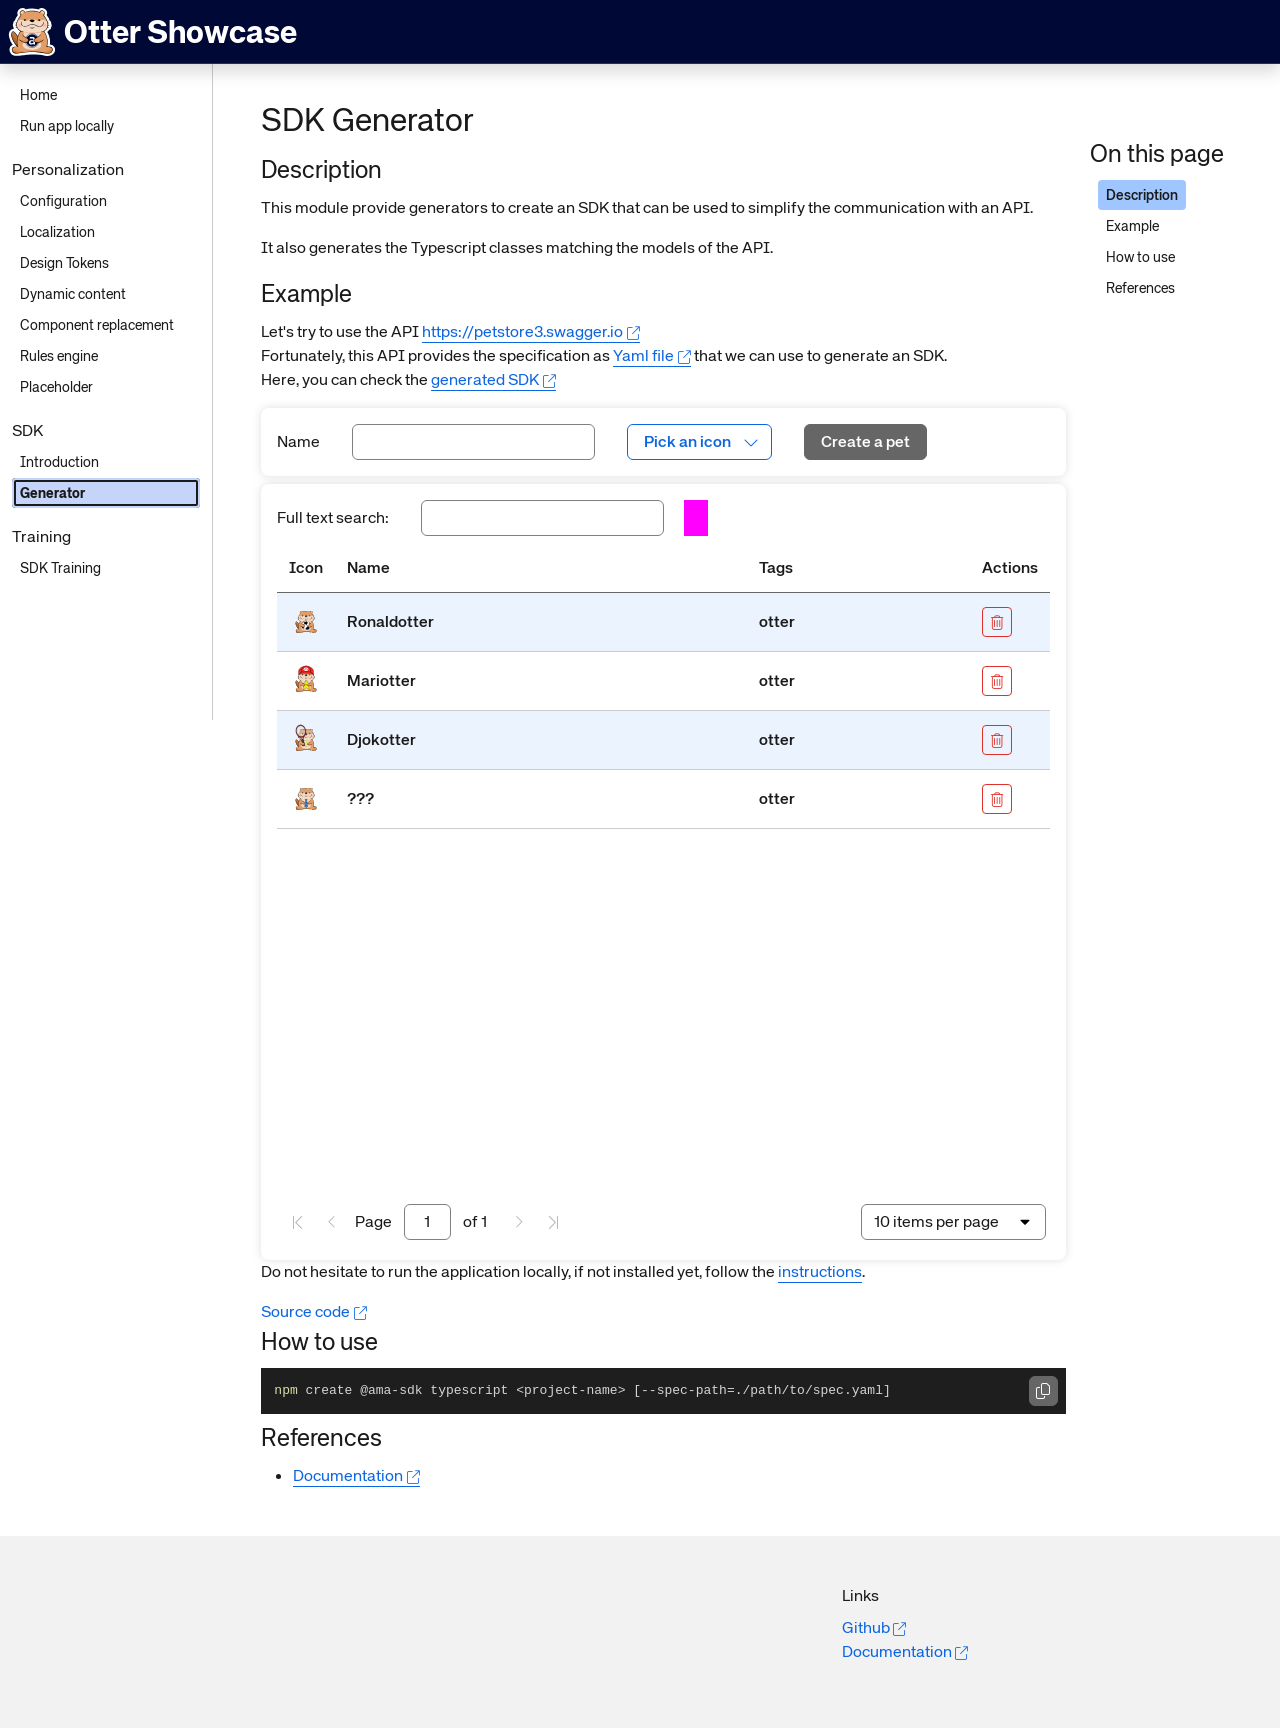 Otter Showcase
Home
Run app locally
Personalization
Configuration
Localization
Design Tokens
Dynamic content
Component replacement
Rules engine
Placeholder
SDK
Introduction
Generator
Training
SDK Training
SDK Generator
Description
This module provide generators to create an SDK that can be used to simplify the communication with an API.
It also generates the Typescript classes matching the models of the API.
Example
Let's try to use the API https://petstore3.swagger.io
Fortunately, this API provides the specification as Yaml file that we can use to generate an SDK.
Here, you can check the generated SDK
Name Pick an icon Create a pet
Full text search:
Icon Name Tags Actions
Ronaldotter otter
Mariotter otter
Djokotter otter
??? otter
Page 1 of 1 10 items per page
Do not hesitate to run the application locally, if not installed yet, follow the instructions.
Source code
How to use
npm create @ama-sdk typescript <project-name> [--spec-path=./path/to/spec.yaml]
References
Documentation
On this page
Description
Example
How to use
References
Links
Github
Documentation